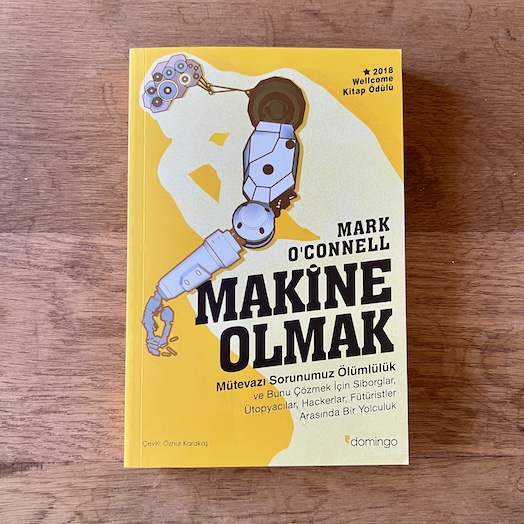 ★ 2018
Wellcome
Kitap Ödülü
MARK
O'CONNELL
MAKİNE
OLMAK
Mütevazı Sorunumuz Ölümlülük
ve Bunu Çözmek İçin Siborglar,
Ütopyacılar, Hackerlar, Fütüristler
Arasında Bir Yolculuk
Çeviri: Öznur Karakaş
domingo